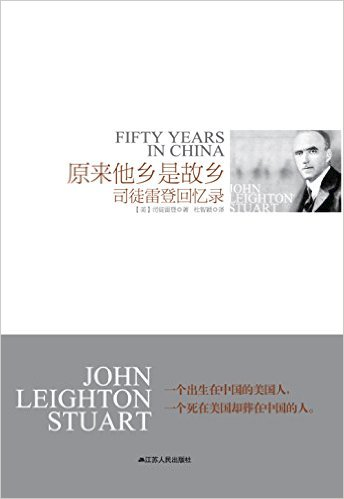 FIFTY YEARS
IN CHINA
原来他乡是故乡
司徒雷登回忆录
【美】司徒雷登 著 杜智颖 译
JOHN
LEIGHTON
STUART
JOHN
LEIGHTON
STUART
一个出生在中国的美国人，
一个死在美国却葬在中国的人。
江苏人民出版社